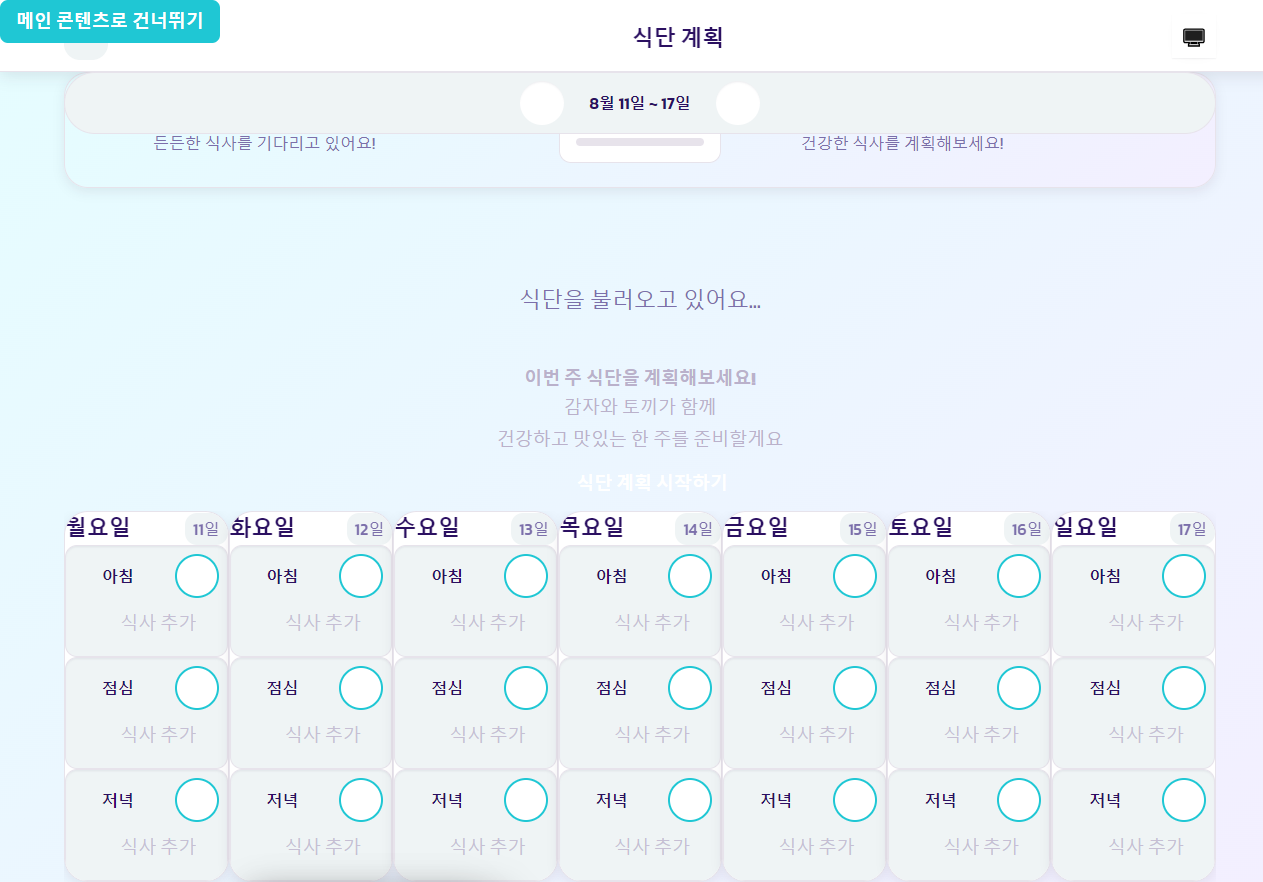 메인 콘텐츠로 건너뛰기
식단 계획
8월 11일 ~ 17일
든든한 식사를 기다리고 있어요!
건강한 식사를 계획해보세요!
식단을 불러오고 있어요...
이번 주 식단을 계획해보세요!
감자와 토끼가 함께
건강하고 맛있는 한 주를 준비할게요
식단 계획 시작하기
월요일 11일 화요일 12일 수요일 13일 목요일 14일 금요일 15일 토요일 16일 일요일 17일
아침 아침 아침 아침 아침 아침 아침
식사 추가 식사 추가 식사 추가 식사 추가 식사 추가 식사 추가 식사 추가
점심 점심 점심 점심 점심 점심 점심
식사 추가 식사 추가 식사 추가 식사 추가 식사 추가 식사 추가 식사 추가
저녁 저녁 저녁 저녁 저녁 저녁 저녁
식사 추가 식사 추가 식사 추가 식사 추가 식사 추가 식사 추가 식사 추가